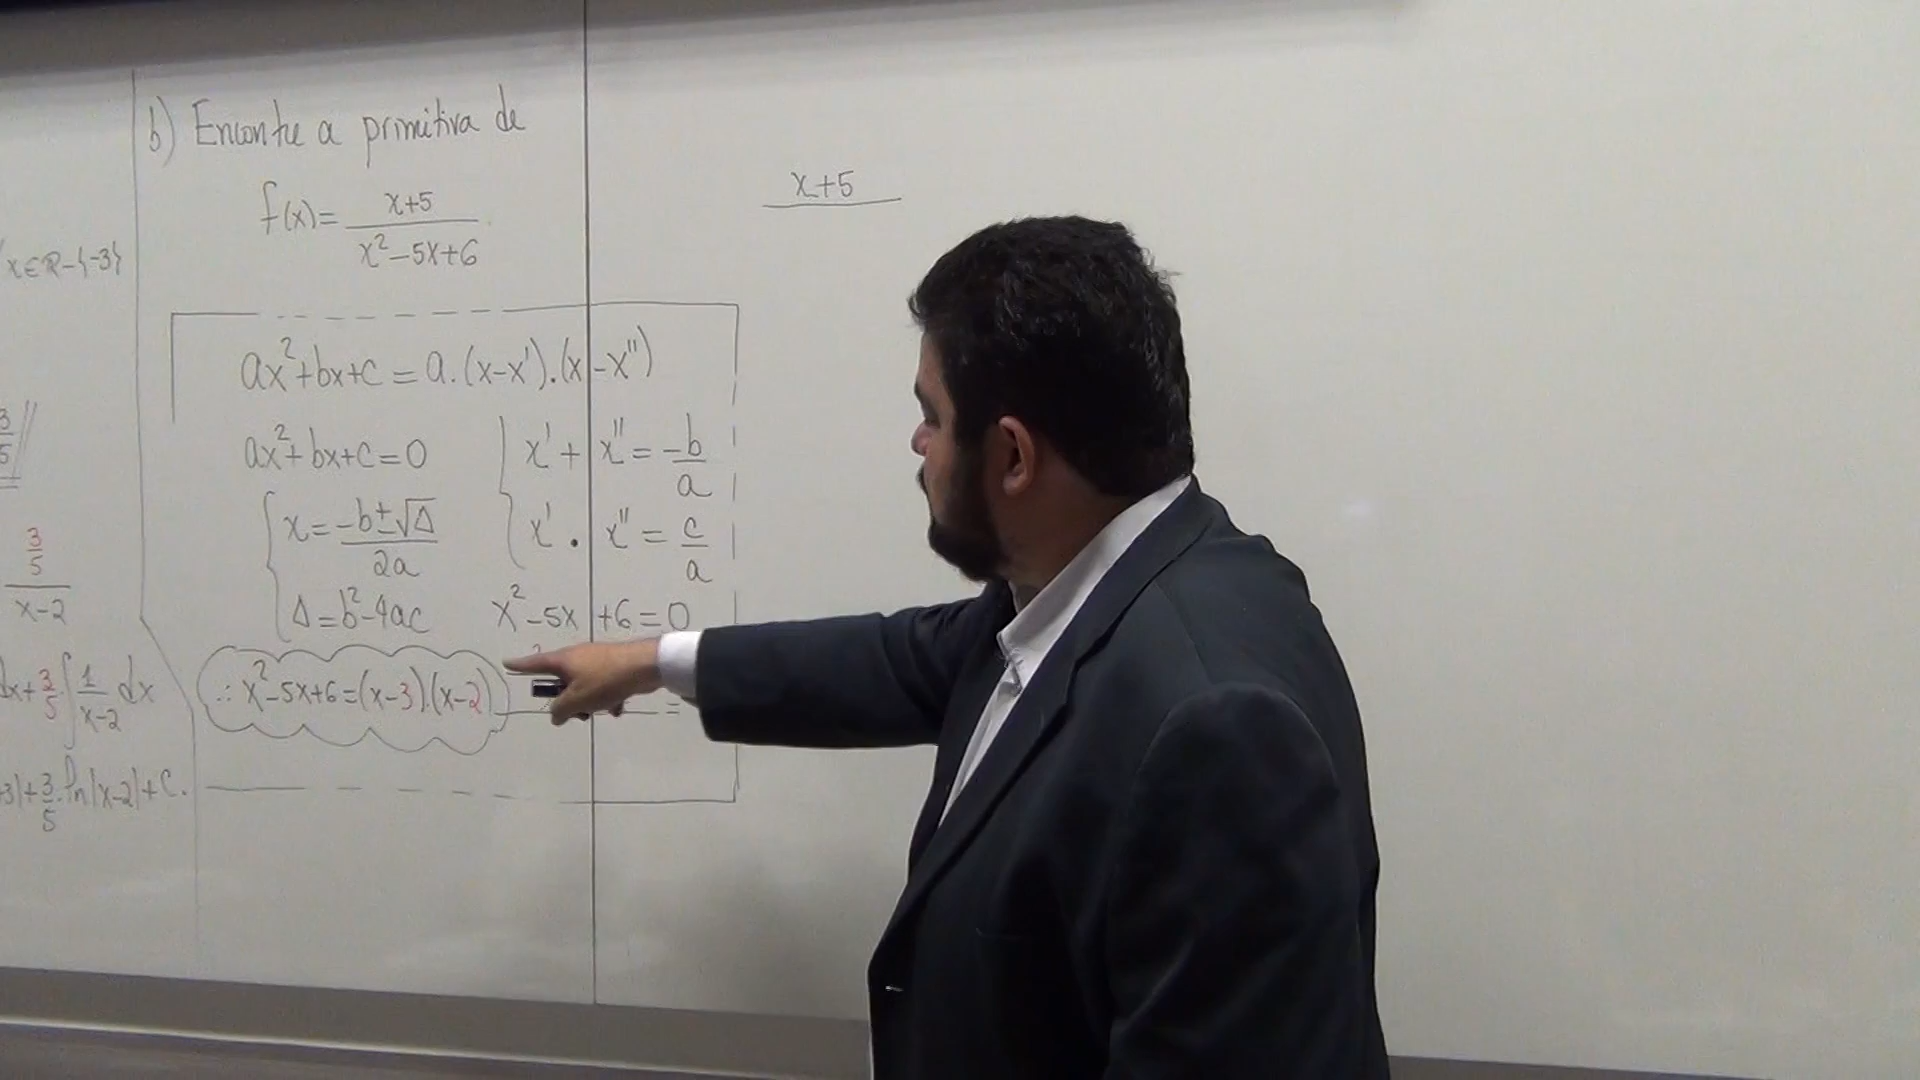 x∈R-{-3}
3/5
3/5
x-2
dx+3/5·∫1/(x-2) dx
3|+3/5·ln|x-2|+C.
b) Encontre a primitiva de
f(x)= (x+5)/(x²-5x+6)
ax²+bx+c=a.(x-x').(x-x'')
ax²+bx+c=0
x=(-b±√Δ)/2a
Δ=b²-4ac
x'+x''=-b/a
x'.x''=c/a
x²-5x+6=0
∴x²-5x+6=(x-3).(x-2)
=
x+5